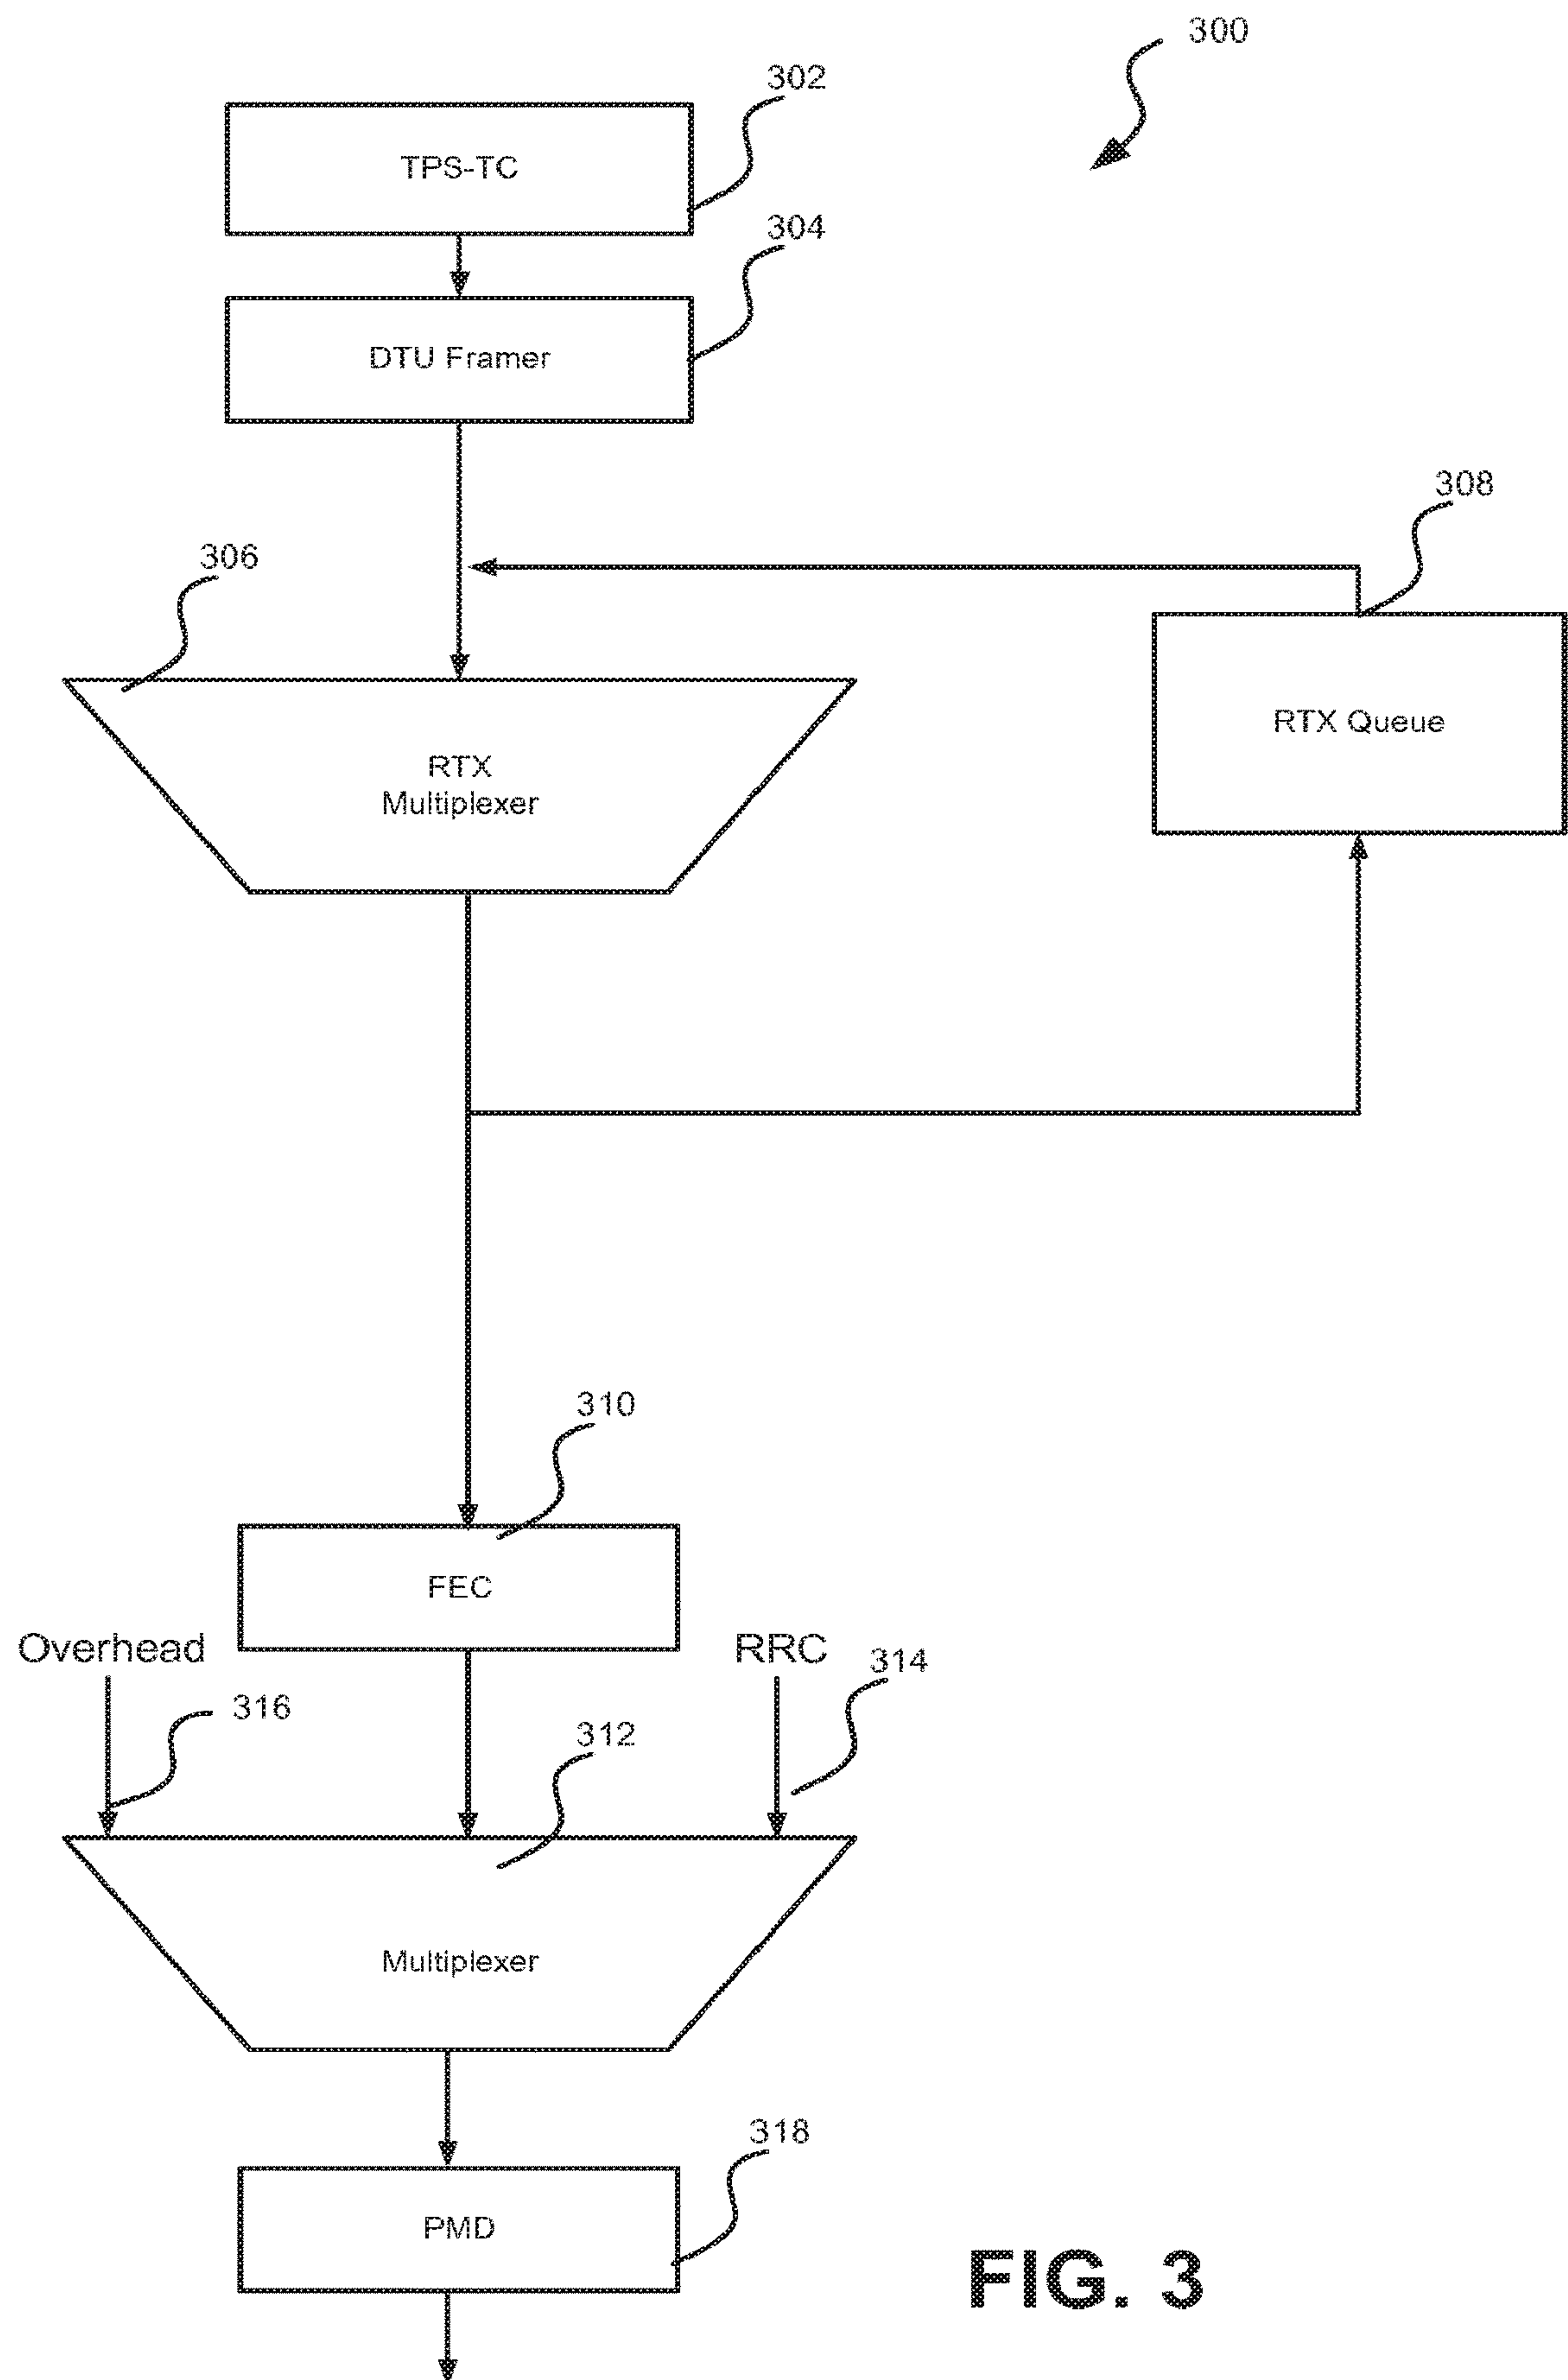 300
302
TPS-TC
304
DTU Framer
308
306
RTX Queue
RTX
Multiplexer
310
FEC
Overhead
RRC
314
316
312
Multiplexer
318
PMD
FIG. 3